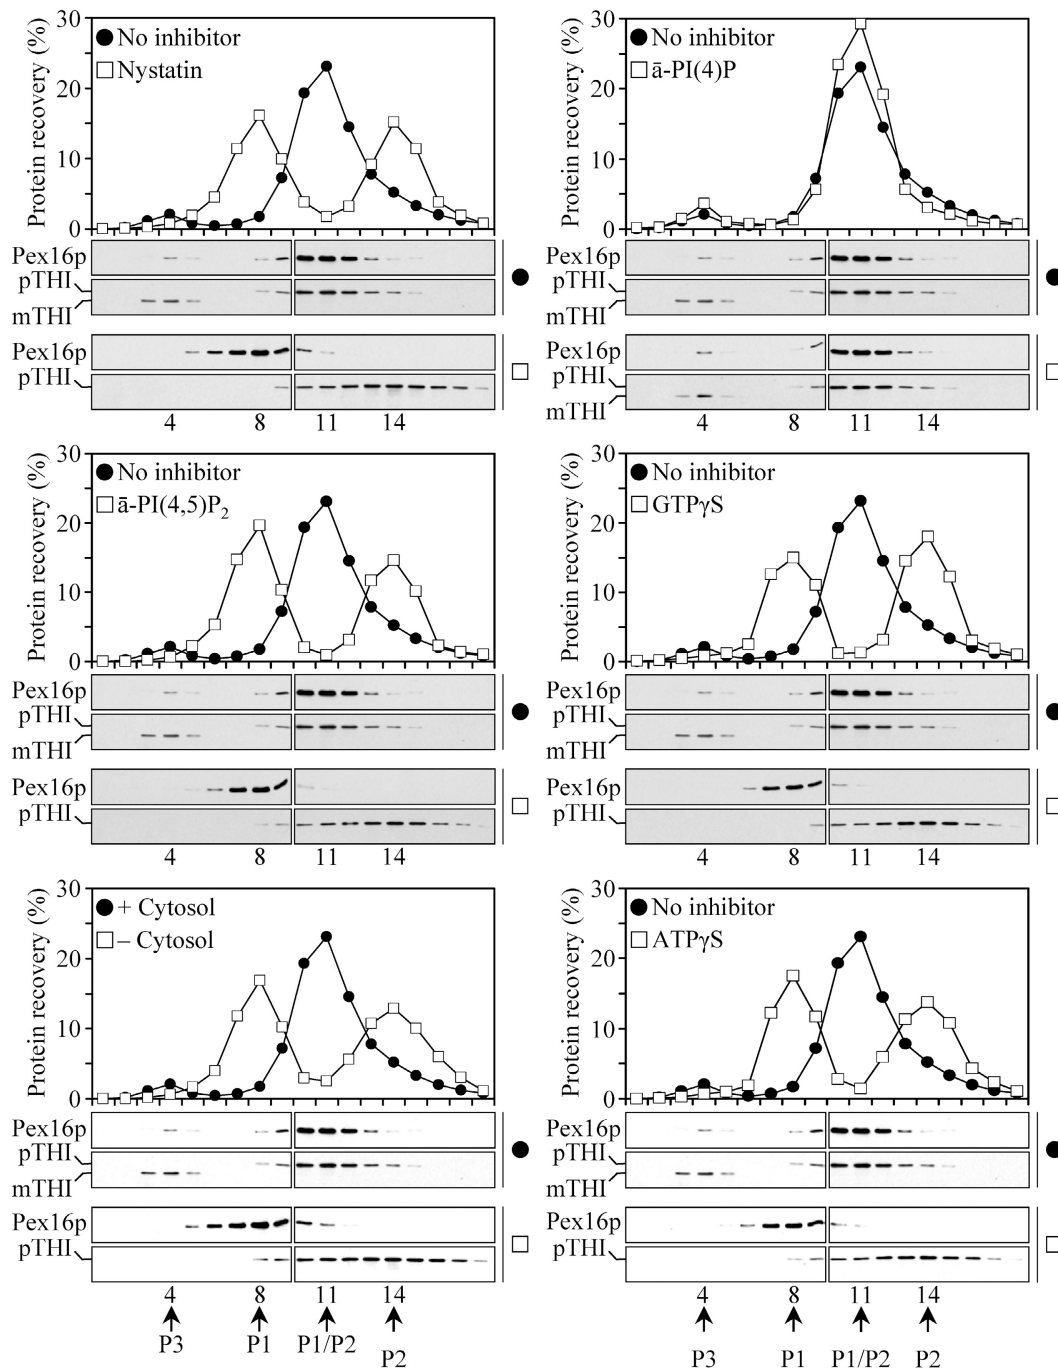 30
20
10
0
Protein recovery (%)
No inhibitor
Nystatin
Pex16p
pTHI
mTHI
Pex16p
pTHI
4 8 11 14
30
20
10
0
Protein recovery (%)
No inhibitor
ā-PI(4)P
Pex16p
pTHI
mTHI
Pex16p
pTHI
mTHI
4 8 11 14
30
20
10
0
Protein recovery (%)
No inhibitor
ā-PI(4,5)P₂
Pex16p
pTHI
mTHI
Pex16p
pTHI
4 8 11 14
30
20
10
0
Protein recovery (%)
No inhibitor
GTPγS
Pex16p
pTHI
mTHI
Pex16p
pTHI
4 8 11 14
30
20
10
0
Protein recovery (%)
+ Cytosol
– Cytosol
Pex16p
pTHI
mTHI
Pex16p
pTHI
4 8 11 14
P3 P1 P1/P2 P2
30
20
10
0
Protein recovery (%)
No inhibitor
ATPγS
Pex16p
pTHI
mTHI
Pex16p
pTHI
4 8 11 14
P3 P1 P1/P2 P2